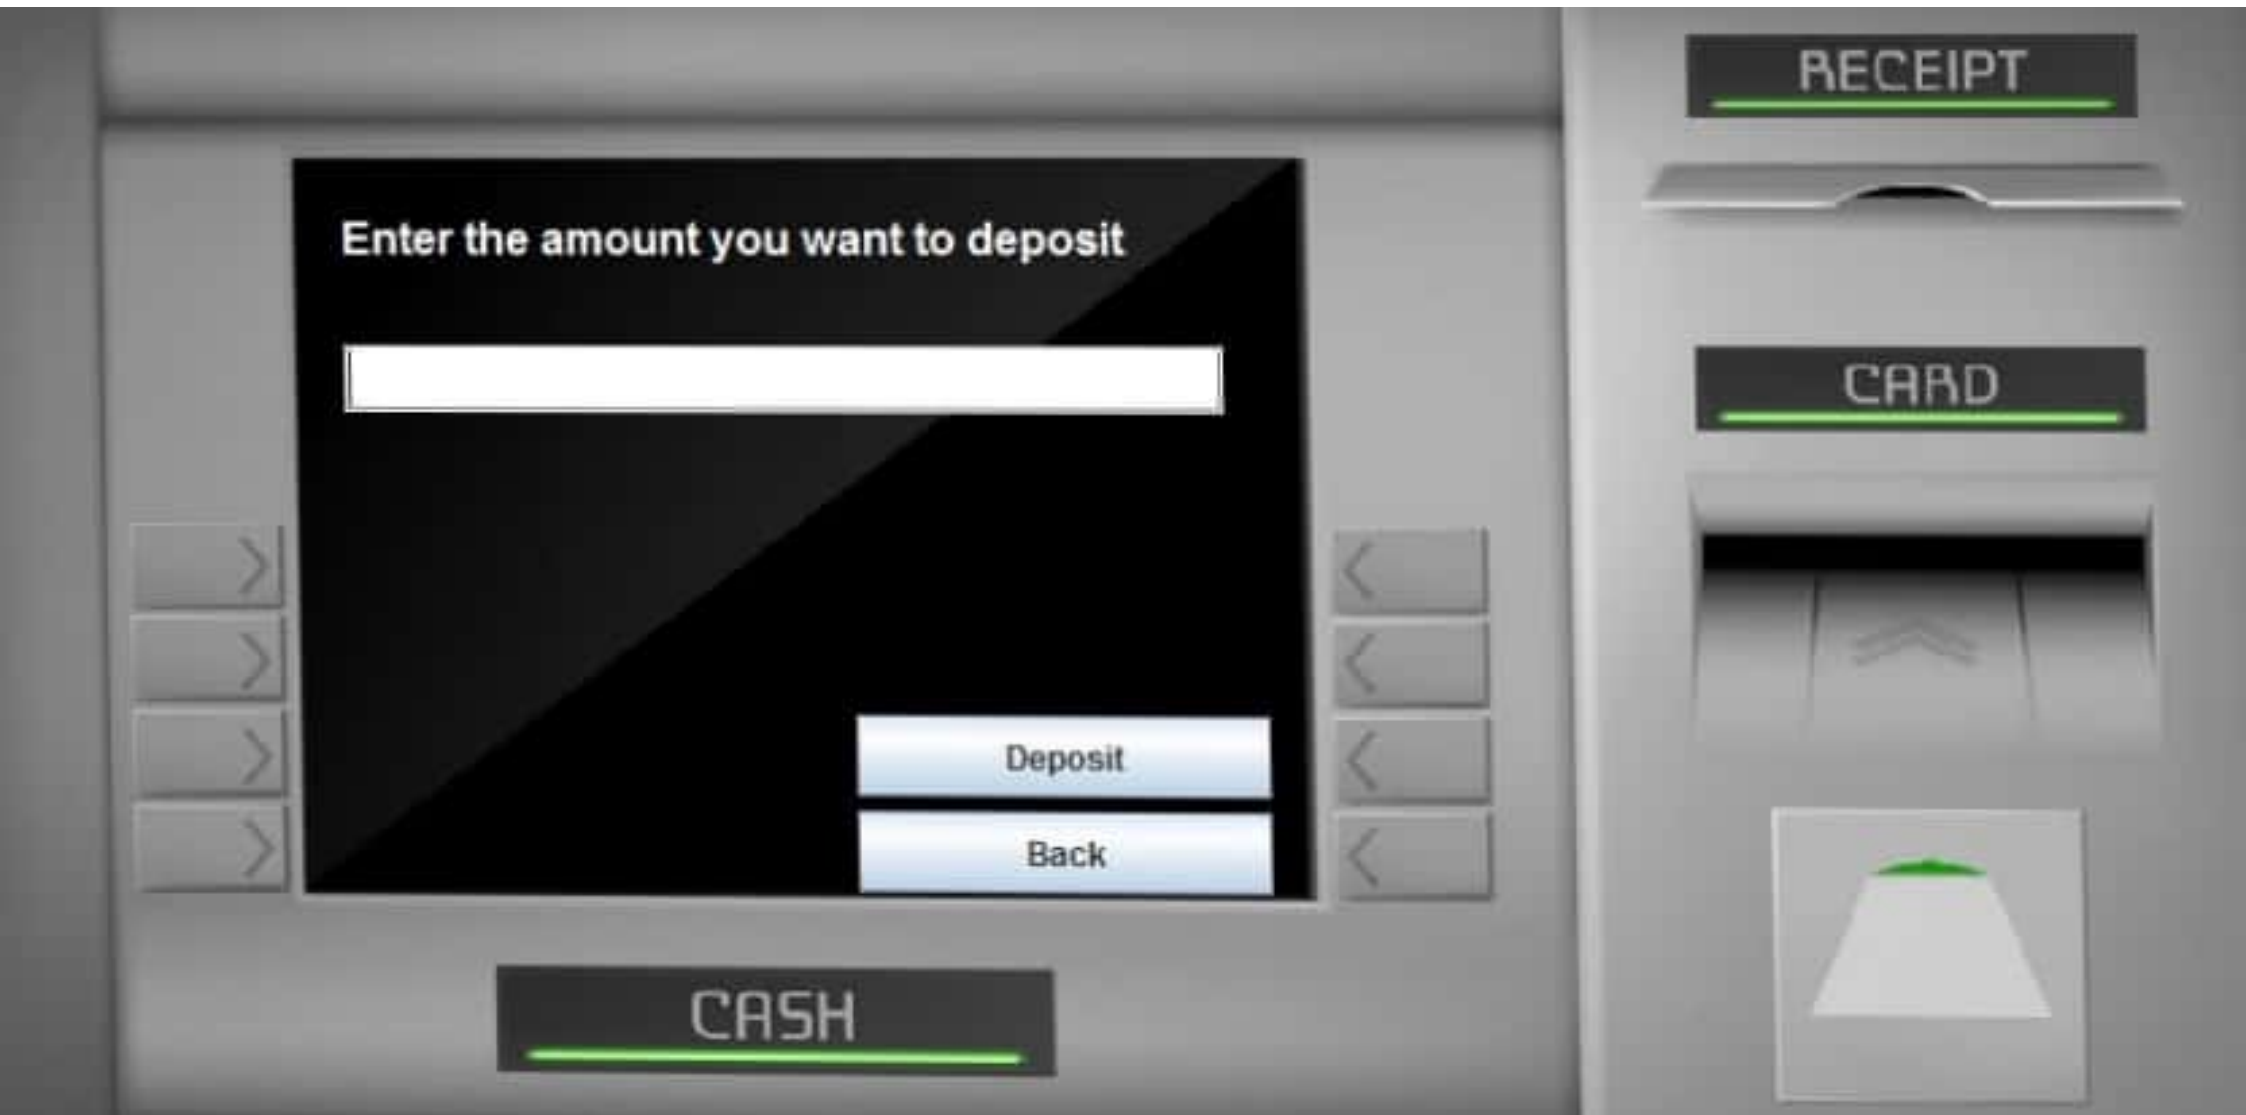 RECEIPT
Enter the amount you want to deposit
CARD
Deposit
Back
CASH